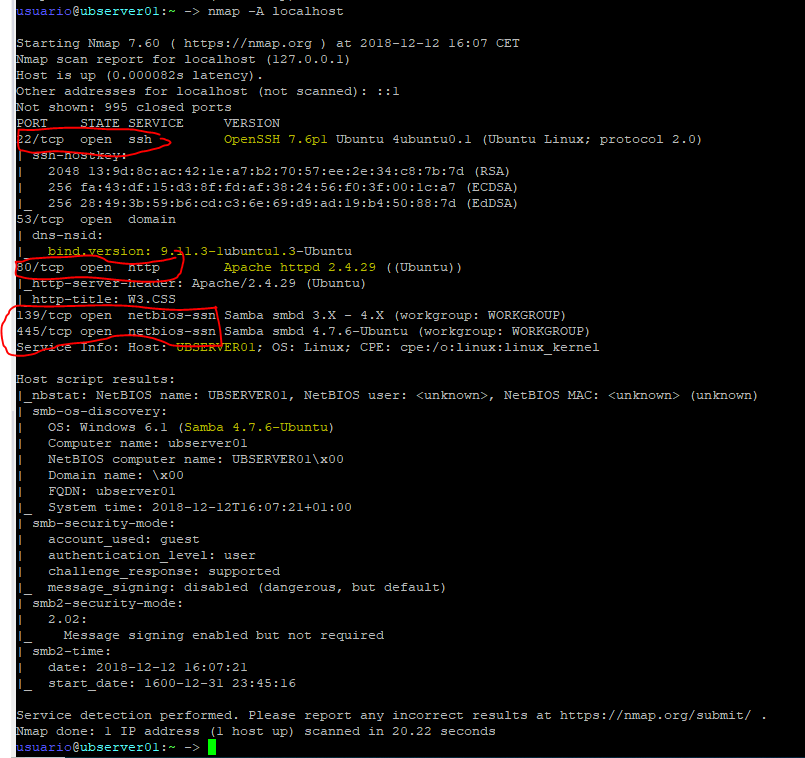 usuario@ubserver01:~ -> nmap -A localhost
Starting Nmap 7.60 ( https://nmap.org ) at 2018-12-12 16:07 CET
Nmap scan report for localhost (127.0.0.1)
Host is up (0.000082s latency).
Other addresses for localhost (not scanned): ::1
Not shown: 995 closed ports
PORT    STATE SERVICE     VERSION
22/tcp  open  ssh         OpenSSH 7.6p1 Ubuntu 4ubuntu0.1 (Ubuntu Linux; protocol 2.0)
| ssh-hostkey:
|   2048 13:9d:8c:ac:42:1e:a7:b2:70:57:ee:2e:34:c8:7b:7d (RSA)
|   256 fa:43:df:15:d3:8f:fd:af:38:24:56:f0:3f:00:1c:a7 (ECDSA)
|_  256 28:49:3b:59:b6:cd:c3:6e:69:d9:ad:19:b4:50:88:7d (EdDSA)
53/tcp  open  domain
| dns-nsid:
|_  bind.version: 9.11.3-1ubuntu1.3-Ubuntu
80/tcp  open  http        Apache httpd 2.4.29 ((Ubuntu))
|_http-server-header: Apache/2.4.29 (Ubuntu)
|_http-title: W3.CSS
139/tcp open  netbios-ssn Samba smbd 3.X - 4.X (workgroup: WORKGROUP)
445/tcp open  netbios-ssn Samba smbd 4.7.6-Ubuntu (workgroup: WORKGROUP)
Service Info: Host: UBSERVER01; OS: Linux; CPE: cpe:/o:linux:linux_kernel
Host script results:
|_nbstat: NetBIOS name: UBSERVER01, NetBIOS user: <unknown>, NetBIOS MAC: <unknown> (unknown)
| smb-os-discovery:
|   OS: Windows 6.1 (Samba 4.7.6-Ubuntu)
|   Computer name: ubserver01
|   NetBIOS computer name: UBSERVER01\x00
|   Domain name: \x00
|   FQDN: ubserver01
|_  System time: 2018-12-12T16:07:21+01:00
| smb-security-mode:
|   account_used: guest
|   authentication_level: user
|   challenge_response: supported
|_  message_signing: disabled (dangerous, but default)
| smb2-security-mode:
|   2.02:
|_    Message signing enabled but not required
| smb2-time:
|   date: 2018-12-12 16:07:21
|_  start_date: 1600-12-31 23:45:16
Service detection performed. Please report any incorrect results at https://nmap.org/submit/ .
Nmap done: 1 IP address (1 host up) scanned in 20.22 seconds
usuario@ubserver01:~ ->